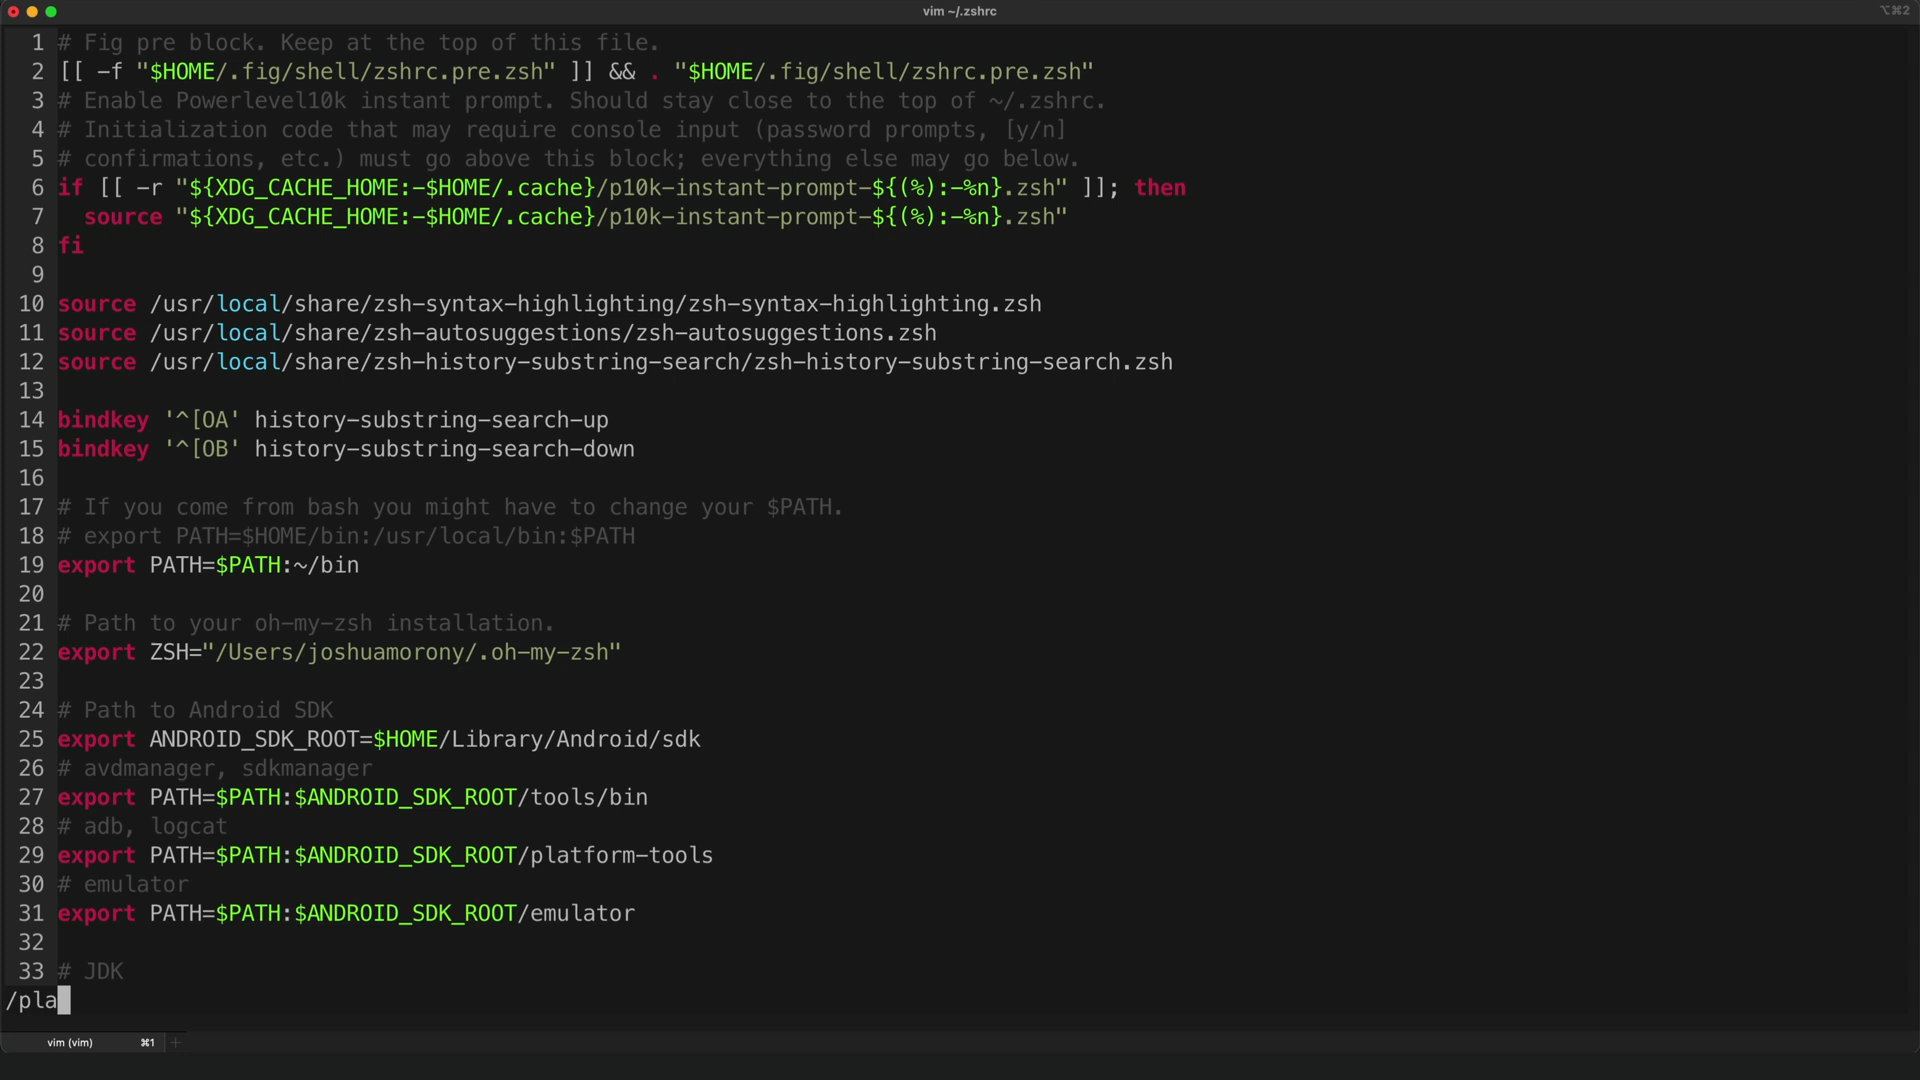 vim ~/.zshrc
⌥⌘2
1 # Fig pre block. Keep at the top of this file.
2 [[ -f "$HOME/.fig/shell/zshrc.pre.zsh" ]] && . "$HOME/.fig/shell/zshrc.pre.zsh"
3 # Enable Powerlevel10k instant prompt. Should stay close to the top of ~/.zshrc.
4 # Initialization code that may require console input (password prompts, [y/n]
5 # confirmations, etc.) must go above this block; everything else may go below.
6 if [[ -r "${XDG_CACHE_HOME:-$HOME/.cache}/p10k-instant-prompt-${(%):-%n}.zsh" ]]; then
7   source "${XDG_CACHE_HOME:-$HOME/.cache}/p10k-instant-prompt-${(%):-%n}.zsh"
8 fi
9
10 source /usr/local/share/zsh-syntax-highlighting/zsh-syntax-highlighting.zsh
11 source /usr/local/share/zsh-autosuggestions/zsh-autosuggestions.zsh
12 source /usr/local/share/zsh-history-substring-search/zsh-history-substring-search.zsh
13
14 bindkey '^[OA' history-substring-search-up
15 bindkey '^[OB' history-substring-search-down
16
17 # If you come from bash you might have to change your $PATH.
18 # export PATH=$HOME/bin:/usr/local/bin:$PATH
19 export PATH=$PATH:~/bin
20
21 # Path to your oh-my-zsh installation.
22 export ZSH="/Users/joshuamorony/.oh-my-zsh"
23
24 # Path to Android SDK
25 export ANDROID_SDK_ROOT=$HOME/Library/Android/sdk
26 # avdmanager, sdkmanager
27 export PATH=$PATH:$ANDROID_SDK_ROOT/tools/bin
28 # adb, logcat
29 export PATH=$PATH:$ANDROID_SDK_ROOT/platform-tools
30 # emulator
31 export PATH=$PATH:$ANDROID_SDK_ROOT/emulator
32
33 # JDK
/pla
vim (vim) ⌘1 +